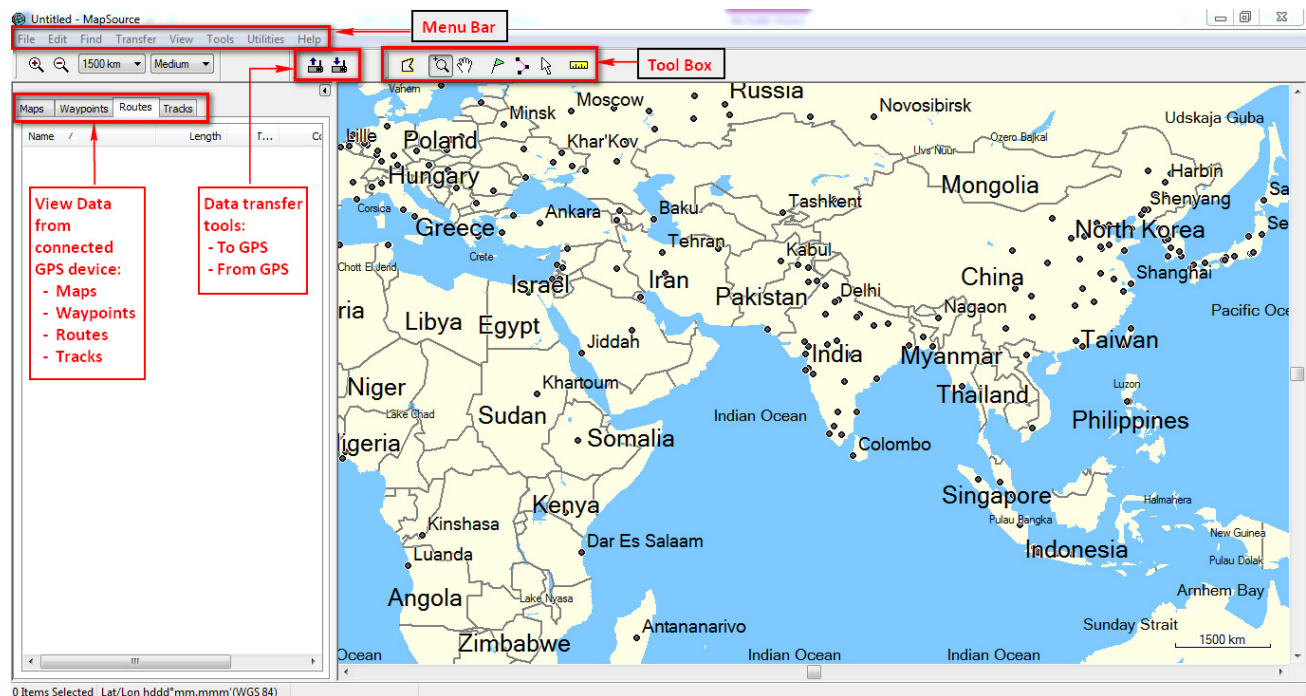 Untitled - MapSource
Menu Bar
File Edit Find Transfer View Tools Utilities Help
1500 km Medium
Tool Box
Maps Waypoints Routes Tracks
Name / Length T... Cc
View Data
from
connected
GPS device:
- Maps
- Waypoints
- Routes
- Tracks
Data transfer
tools:
- To GPS
- From GPS
Vanern
Moscow
Russia
Novosibirsk
Minsk
Udskaja Guba
Lille
Poland
Khar'Kov
Ozero Bajkal
Uvs Nuur
Hungary
Harbin
Mongolia
Shenyang
Sa
Corsica
Ankara
Baku
Tashkent
Greece
North Korea
Se
Tehran
Kabul
Crete
Chott El Jerid
Israel
Iran
China
Shanghai
Pakistan
Delhi
Nagaon
ria
Libya
Egypt
Pacific Oce
Jiddah
Taiwan
India
Myanmar
Niger
Khartoum
Thailand
Luzon
Lake Chad
Sudan
Indian Ocean
Philippines
ligeria
Somalia
Colombo
Singapore
Halmahera
Kenya
Pulau Bangka
Kinshasa
New Guinea
Dar Es Salaam
Indonesia
Luanda
Pulau Dolak
Angola
Lake Nyasa
Arnhem Bay
Antananarivo
Sunday Strait
Zimbabwe
1500 km
Ocean
Indian Ocean
Indian Ocean
0 Items Selected Lat/Lon hddd°mm.mmm'(WGS 84)